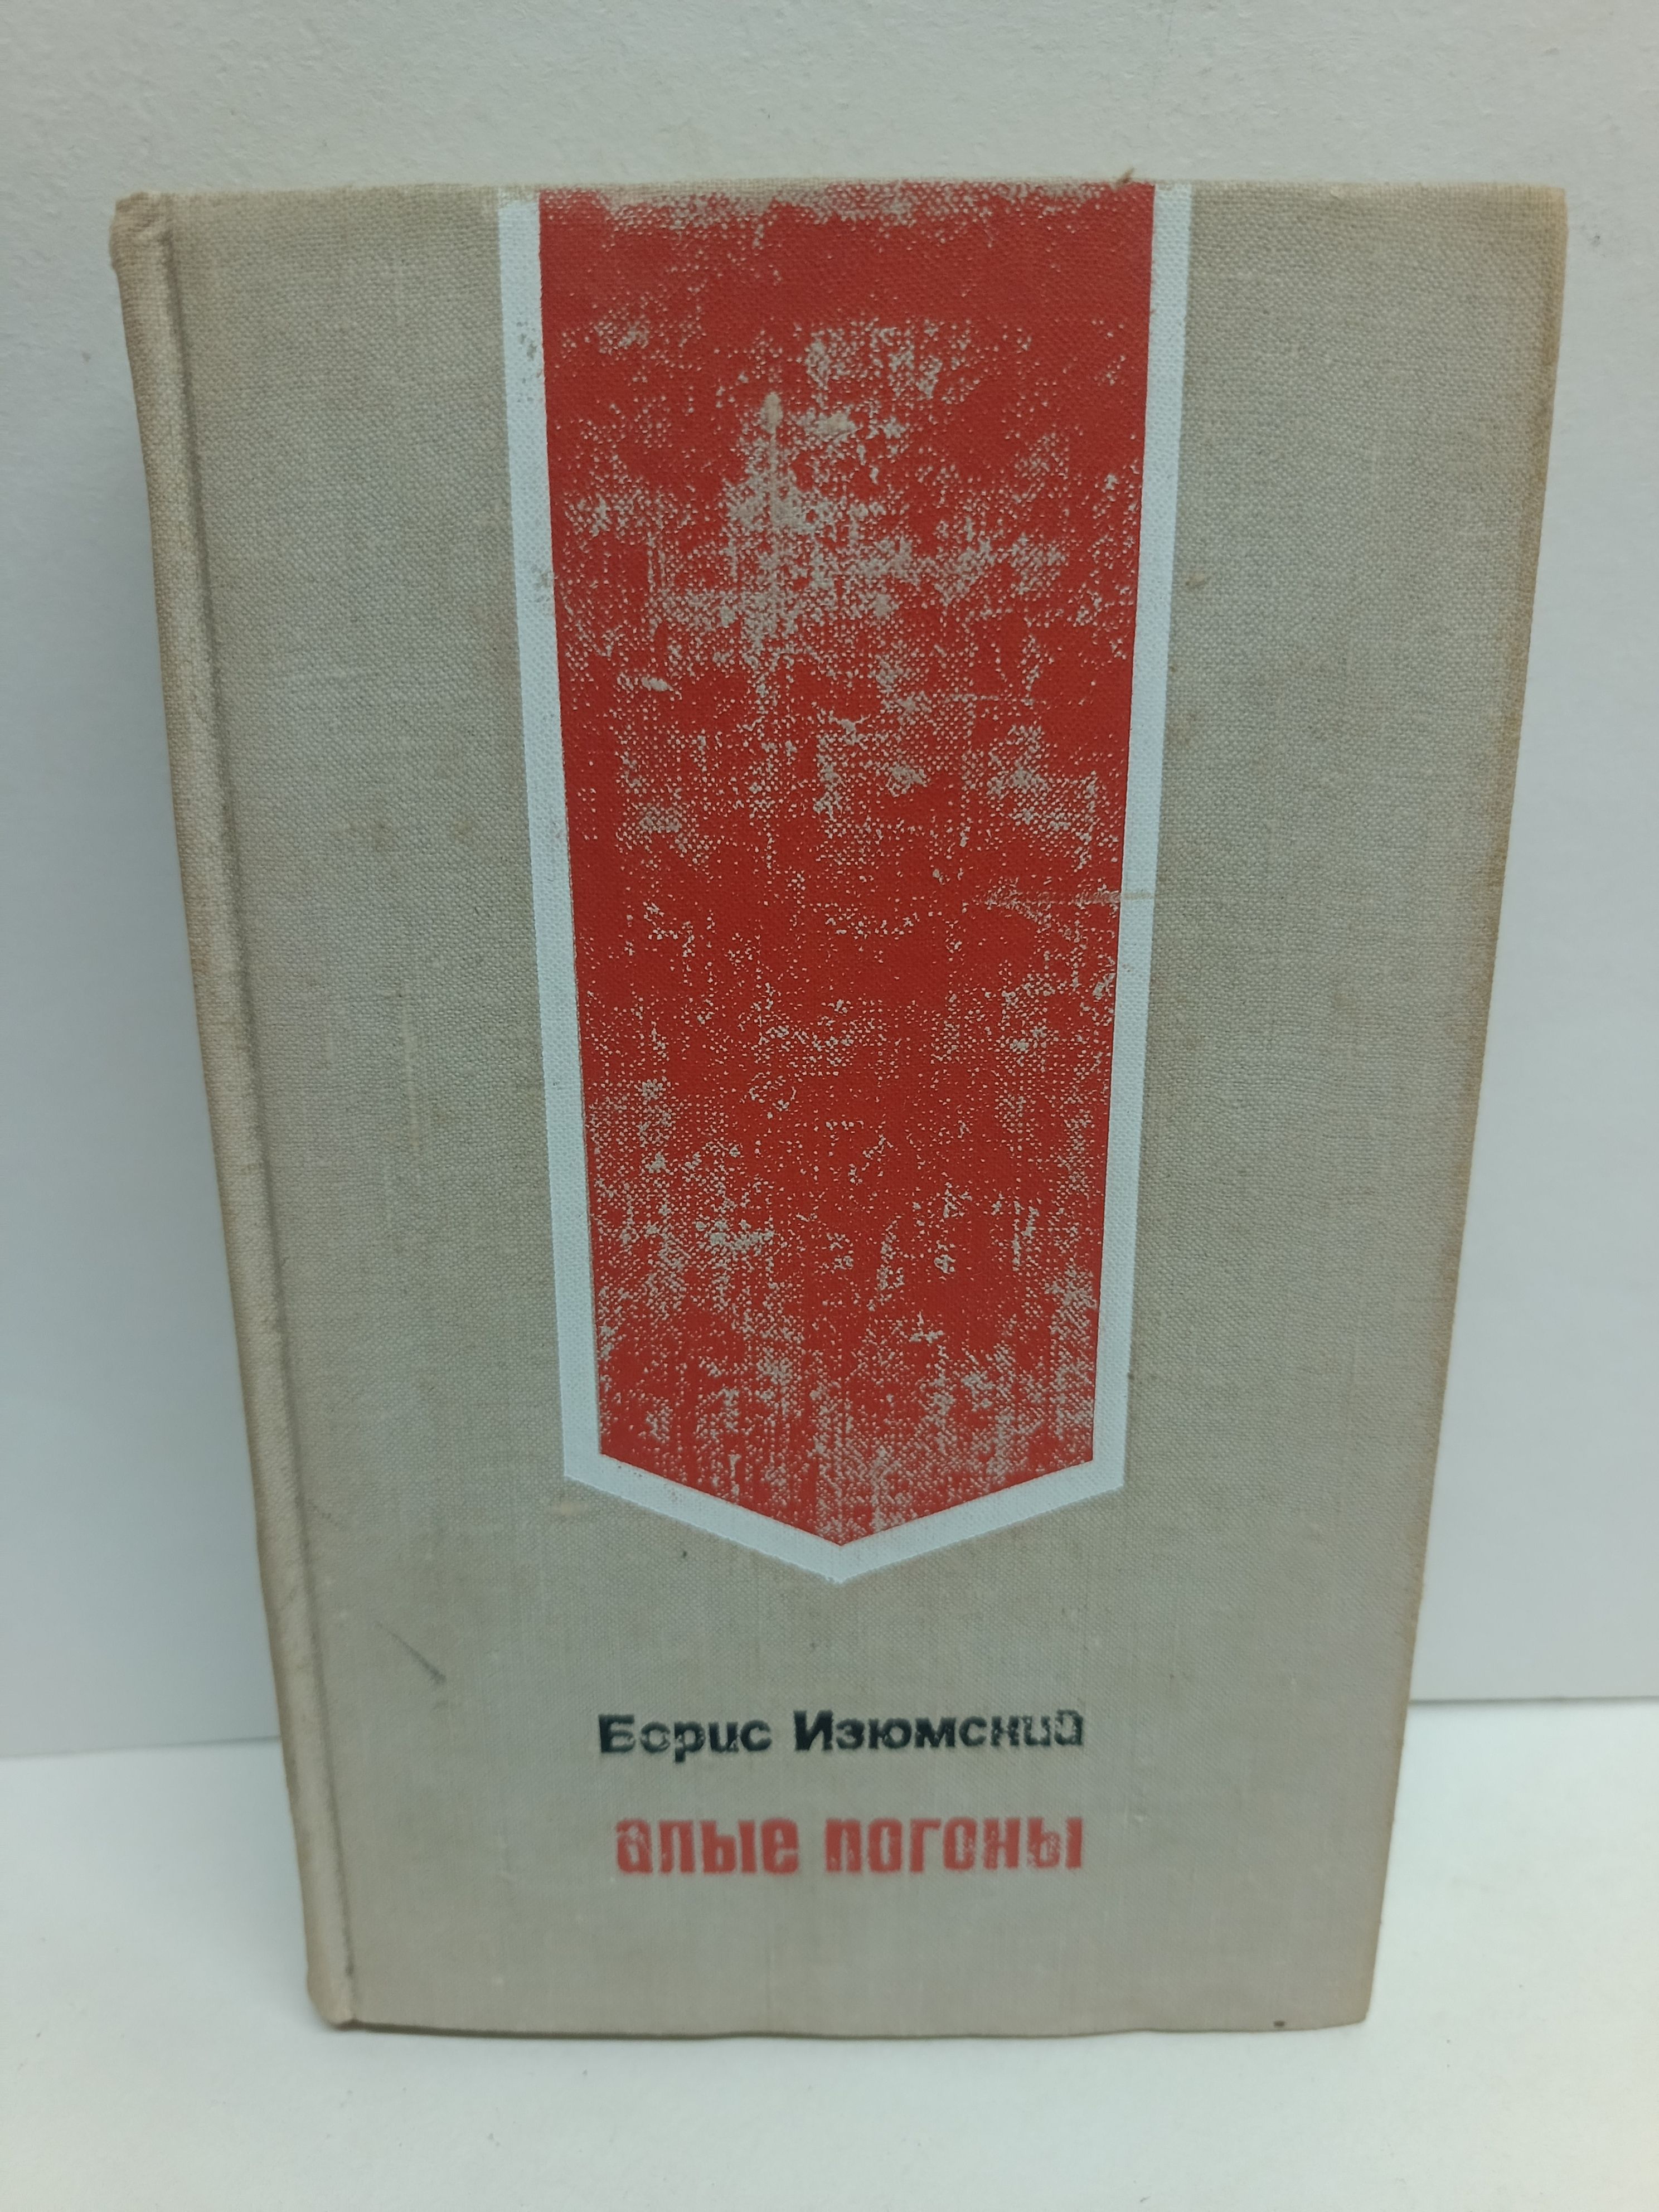 Борис Изюмский
алые погоны